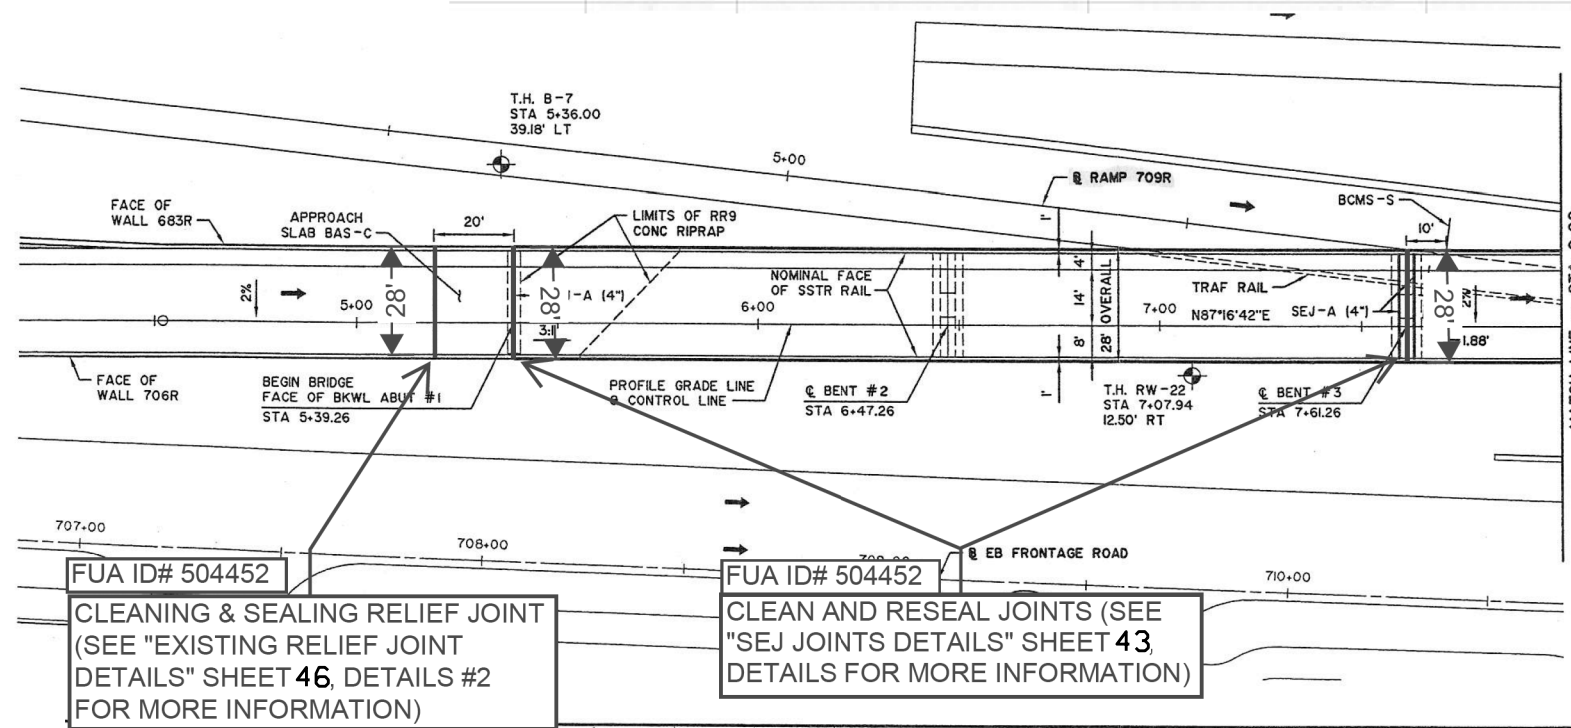 T.H. B-7
STA 5+36.00
39.18' LT
5+00
℄ RAMP 709R
BCMS-S
FACE OF
WALL 683R
APPROACH
SLAB BAS-C
20'
LIMITS OF RR9
CONC RIPRAP
1'
10'
2%
28'
5+00
28'
-A (4")
3:1
NOMINAL FACE
OF SSTR RAIL
6+00
4'
14'
8'
28' OVERALL
TRAF RAIL
7+00
N87°16'42"E
SEJ-A (4")
28'
2%
1.88'
FACE OF
WALL 706R
BEGIN BRIDGE
FACE OF BKWL ABUT #1
STA 5+39.26
PROFILE GRADE LINE
& CONTROL LINE
℄ BENT #2
STA 6+47.26
1'
T.H. RW-22
STA 7+07.94
12.50' RT
℄ BENT #3
STA 7+61.26
707+00
708+00
℄ EB FRONTAGE ROAD
710+00
FUA ID# 504452
CLEANING & SEALING RELIEF JOINT
(SEE "EXISTING RELIEF JOINT
DETAILS" SHEET 46, DETAILS #2
FOR MORE INFORMATION)
FUA ID# 504452
CLEAN AND RESEAL JOINTS (SEE
"SEJ JOINTS DETAILS" SHEET 43,
DETAILS FOR MORE INFORMATION)